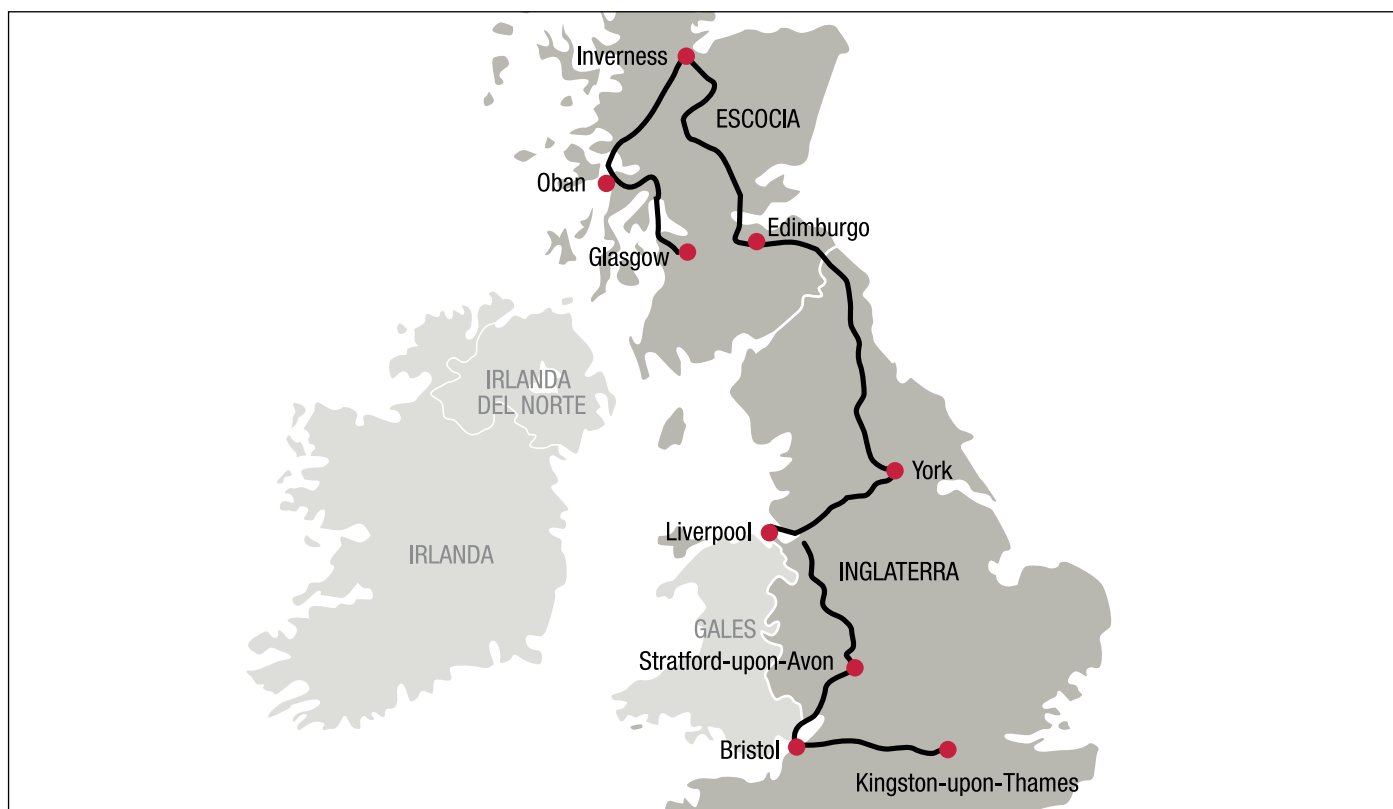 Inverness
ESCOCIA
Oban
Edimburgo
Glasgow
IRLANDA
DEL NORTE
York
Liverpool
IRLANDA
INGLATERRA
GALES
Stratford-upon-Avon
Bristol
Kingston-upon-Thames